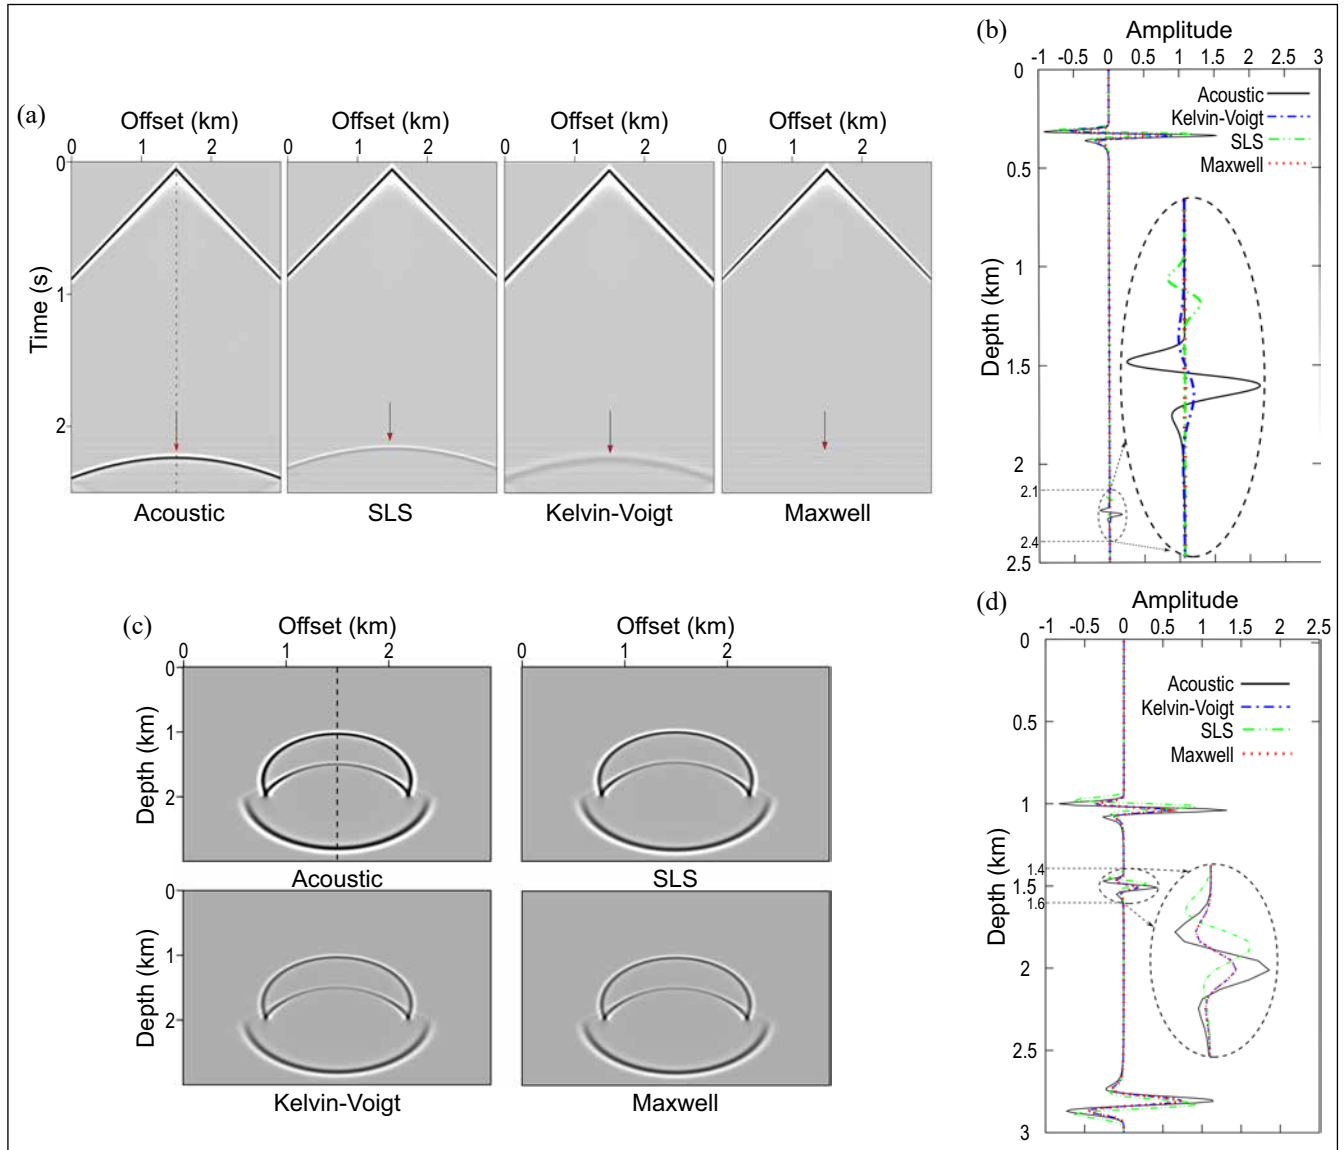 (a)
Offset (km) Offset (km) Offset (km) Offset (km)
0 1 2 0 1 2 0 1 2 0 1 2
0
1
2
Time (s)
Acoustic SLS Kelvin-Voigt Maxwell
(b)
Amplitude
-1 -0.5 0 0.5 1 1.5 2 2.5 3
Acoustic
Kelvin-Voigt
SLS
Maxwell
0
0.5
1
1.5
2
2.1
2.4
2.5
Depth (km)
(c)
Offset (km) Offset (km)
0 1 2 0 1 2
0
1
2
Depth (km)
Acoustic SLS
0
1
2
Depth (km)
Kelvin-Voigt Maxwell
(d)
Amplitude
-1 -0.5 0 0.5 1 1.5 2 2.5
Acoustic
Kelvin-Voigt
SLS
Maxwell
0
0.5
1
1.4
1.5
1.6
2
2.5
3
Depth (km)